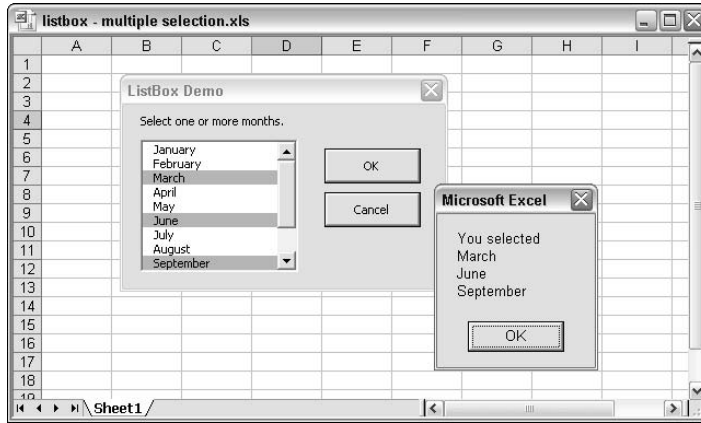 listbox - multiple selection.xls
A B C D E F G H I
1
2
3
4
5
6
7
8
9
10
11
12
13
14
15
16
17
18
19
ListBox Demo
Select one or more months.
January
February
March
April
May
June
July
August
September
OK
Cancel
Microsoft Excel
You selected
March
June
September
OK
Sheet1